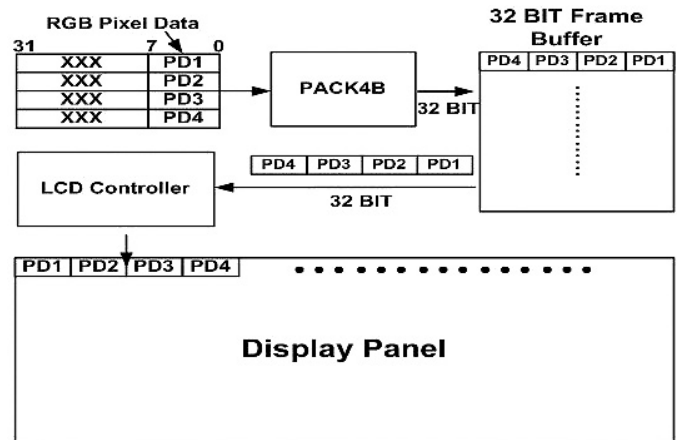 RGB Pixel Data
31 7 0
XXX PD1
XXX PD2
XXX PD3
XXX PD4
PACK4B
32 BIT
32 BIT Frame
Buffer
PD4 PD3 PD2 PD1
LCD Controller
PD4 PD3 PD2 PD1
32 BIT
PD1 PD2 PD3 PD4
Display Panel